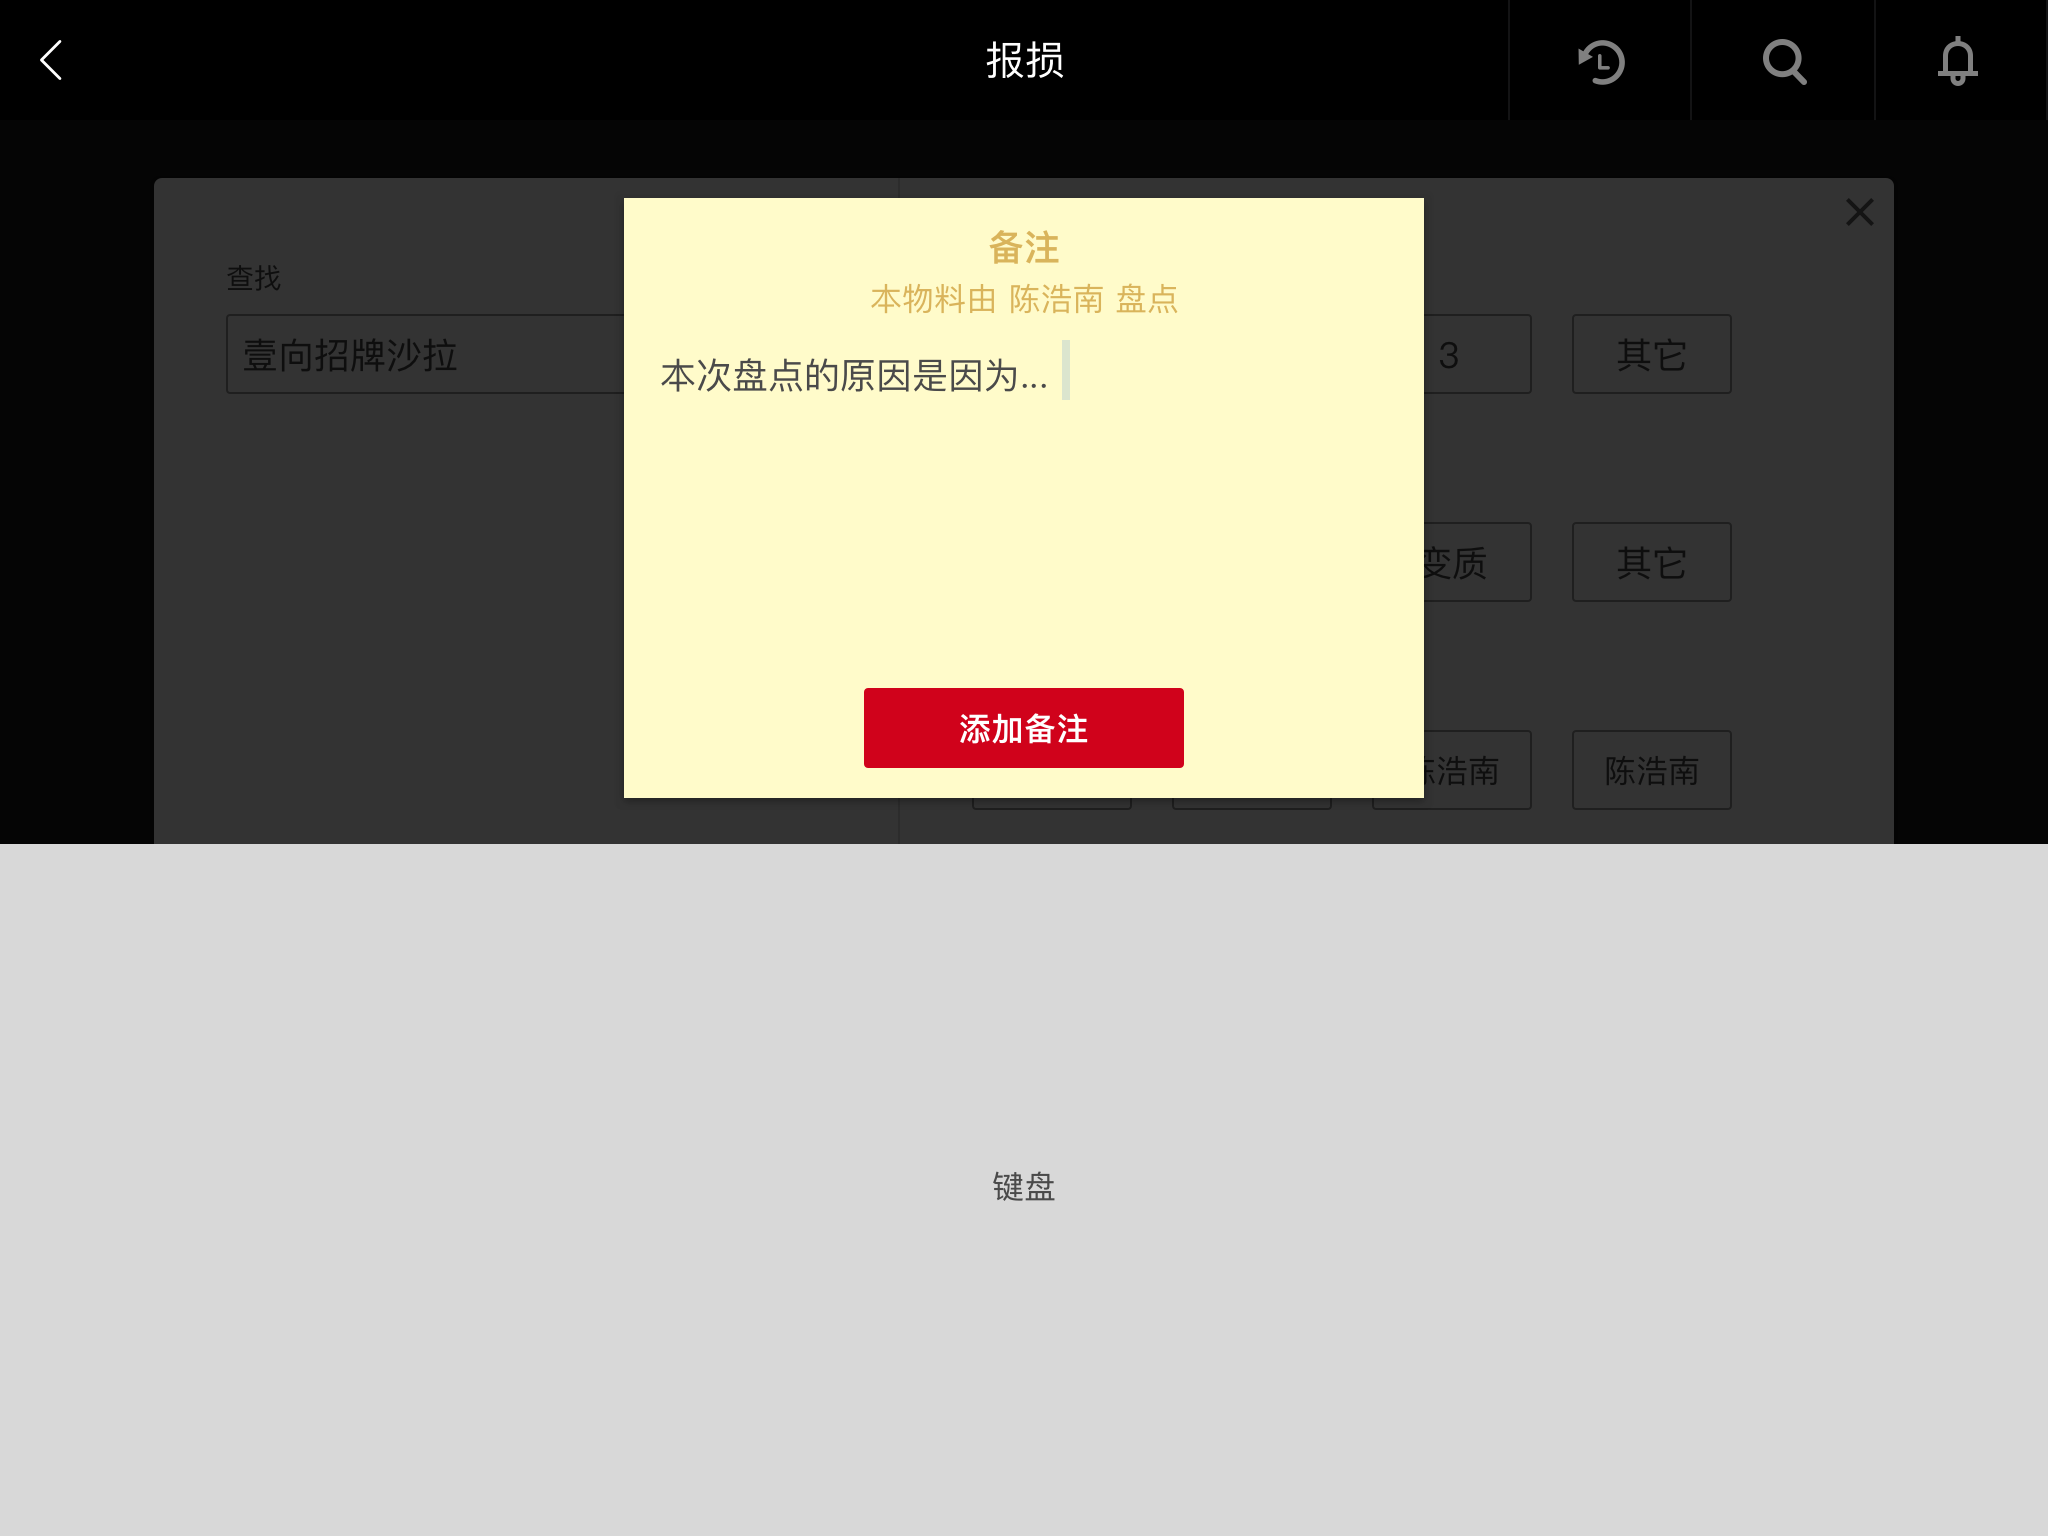 报损
查找
壹向招牌沙拉
备注
本物料由 陈浩南 盘点
本次盘点的原因是因为...
添加备注
3
其它
变质
其它
陈浩南
陈浩南
键盘